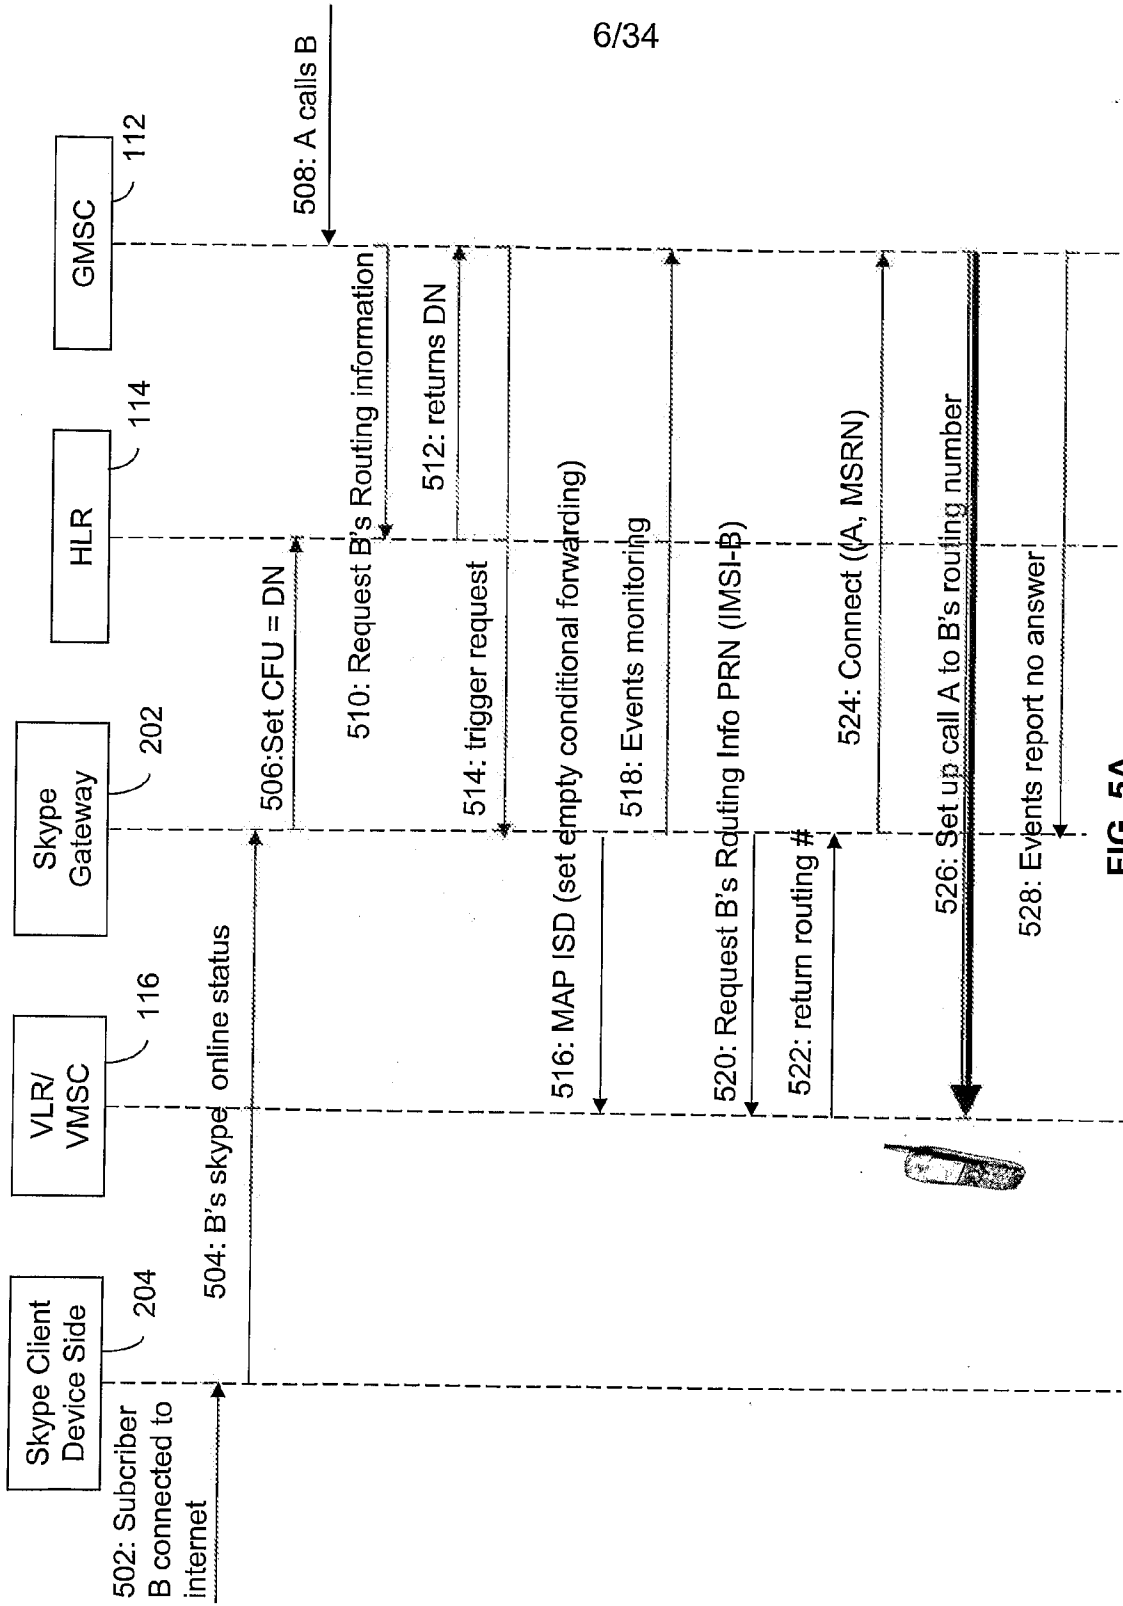 6/34
Skype Client
Device Side
204
VLR/
VMSC
116
Skype
Gateway
202
HLR
114
GMSC
112
502: Subcriber
B connected to
internet
504: B's skype online status
506:Set CFU = DN
508: A calls B
510: Request B's Routing information
512: returns DN
514: trigger request
516: MAP ISD (set empty conditional forwarding)
518: Events monitoring
520: Request B's Routing Info PRN (IMSI-B)
522: return routing #
524: Connect ((A, MSRN)
526: Set up call A to B's routing number
528: Events report no answer
FIG. 5A